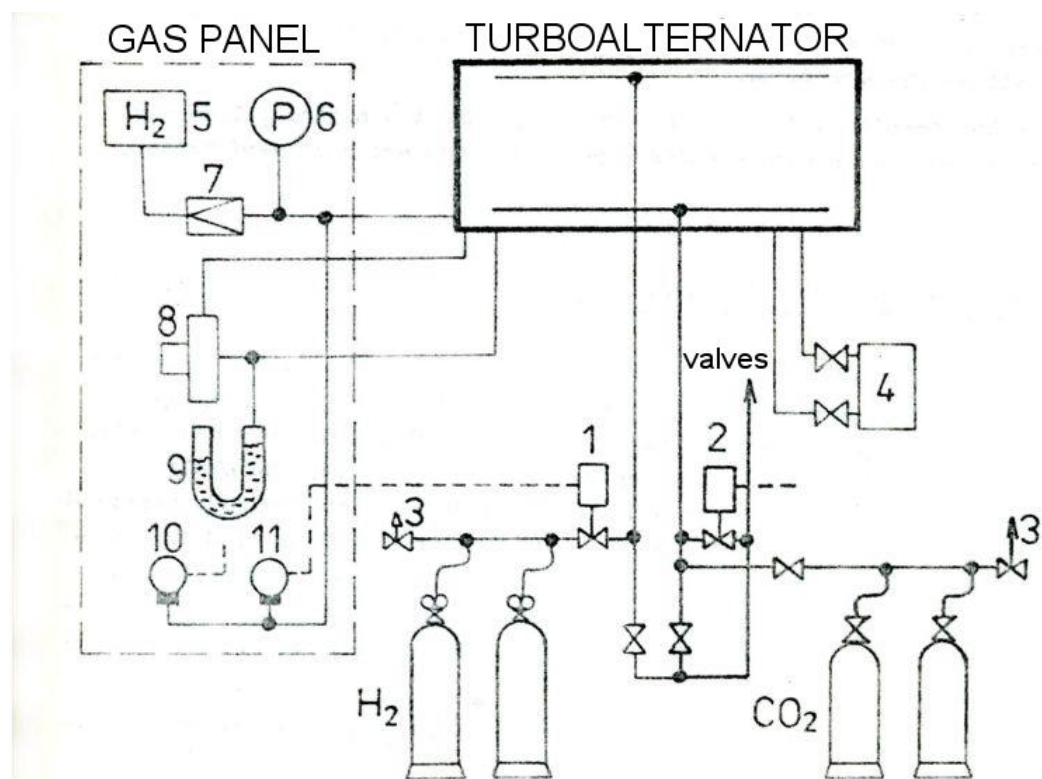 GAS PANEL
TURBOALTERNATOR
H₂ 5
P 6
7
8
9
10
11
1
2
valves
4
3
3
H₂
CO₂